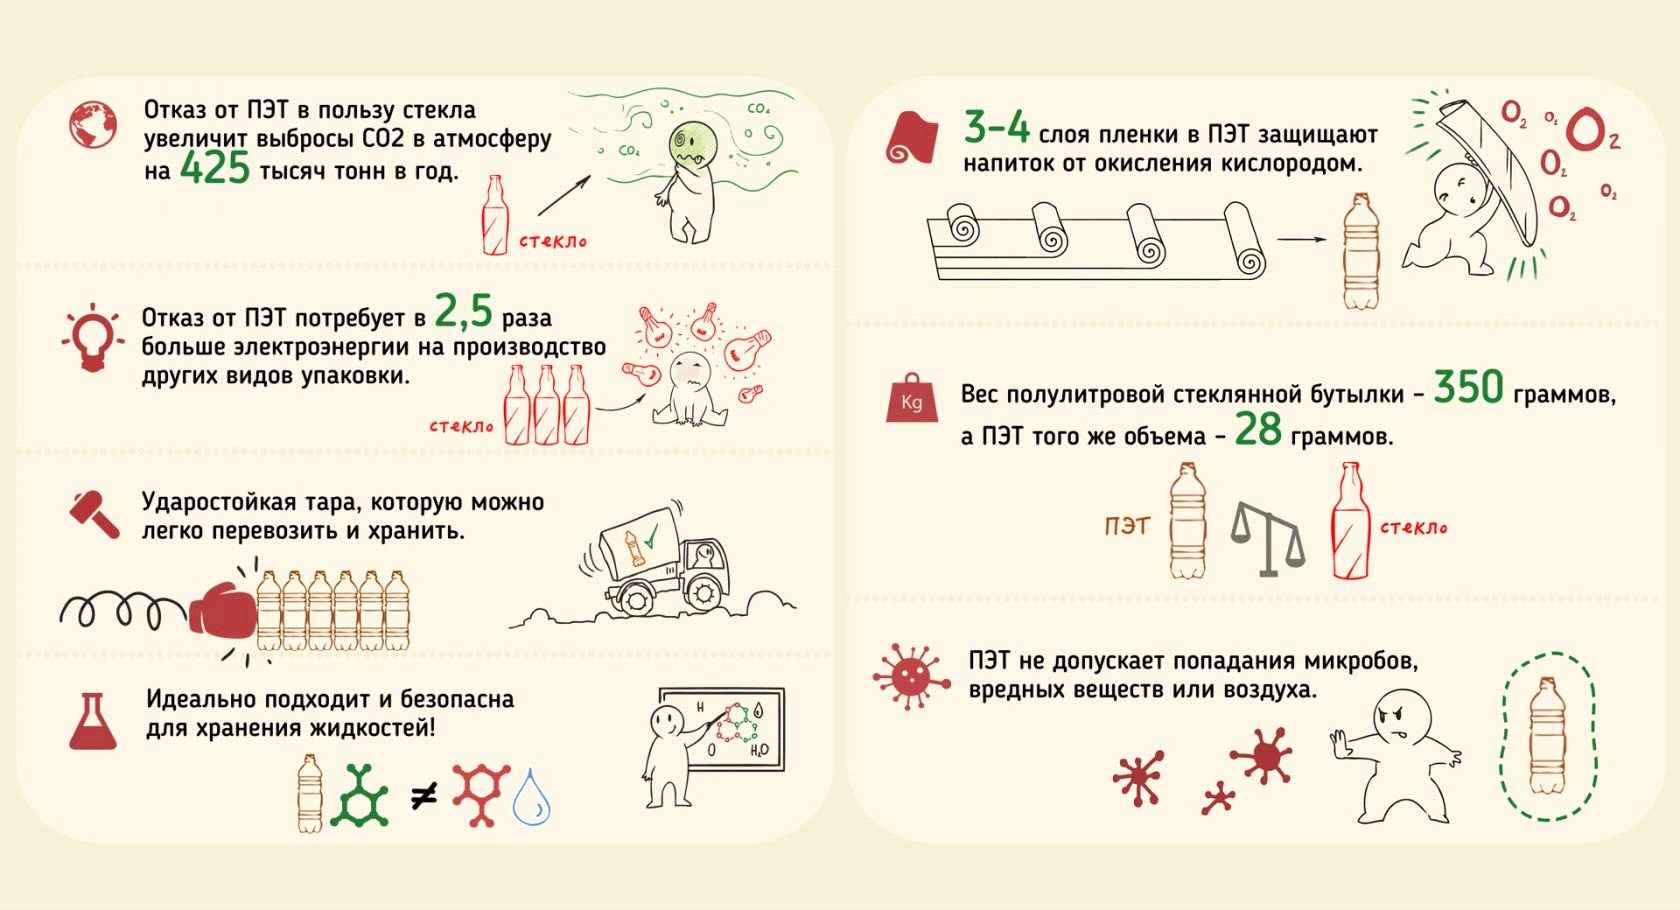 Отказ от ПЭТ в пользу стекла
увеличит выбросы CO2 в атмосферу
на 425 тысяч тонн в год.
CO₂
CO₂
стекло
Отказ от ПЭТ потребует в 2,5 раза
больше электроэнергии на производство
других видов упаковки.
стекло
Ударостойкая тара, которую можно
легко перевозить и хранить.
Идеально подходит и безопасна
для хранения жидкостей!
≠
H
O
H₂O
3-4 слоя пленки в ПЭТ защищают
напиток от окисления кислородом.
O₂
O₂
O₂
O₂
O₂
O₂
Kg
Вес полулитровой стеклянной бутылки – 350 граммов,
а ПЭТ того же объема – 28 граммов.
ПЭТ
стекло
ПЭТ не допускает попадания микробов,
вредных веществ или воздуха.